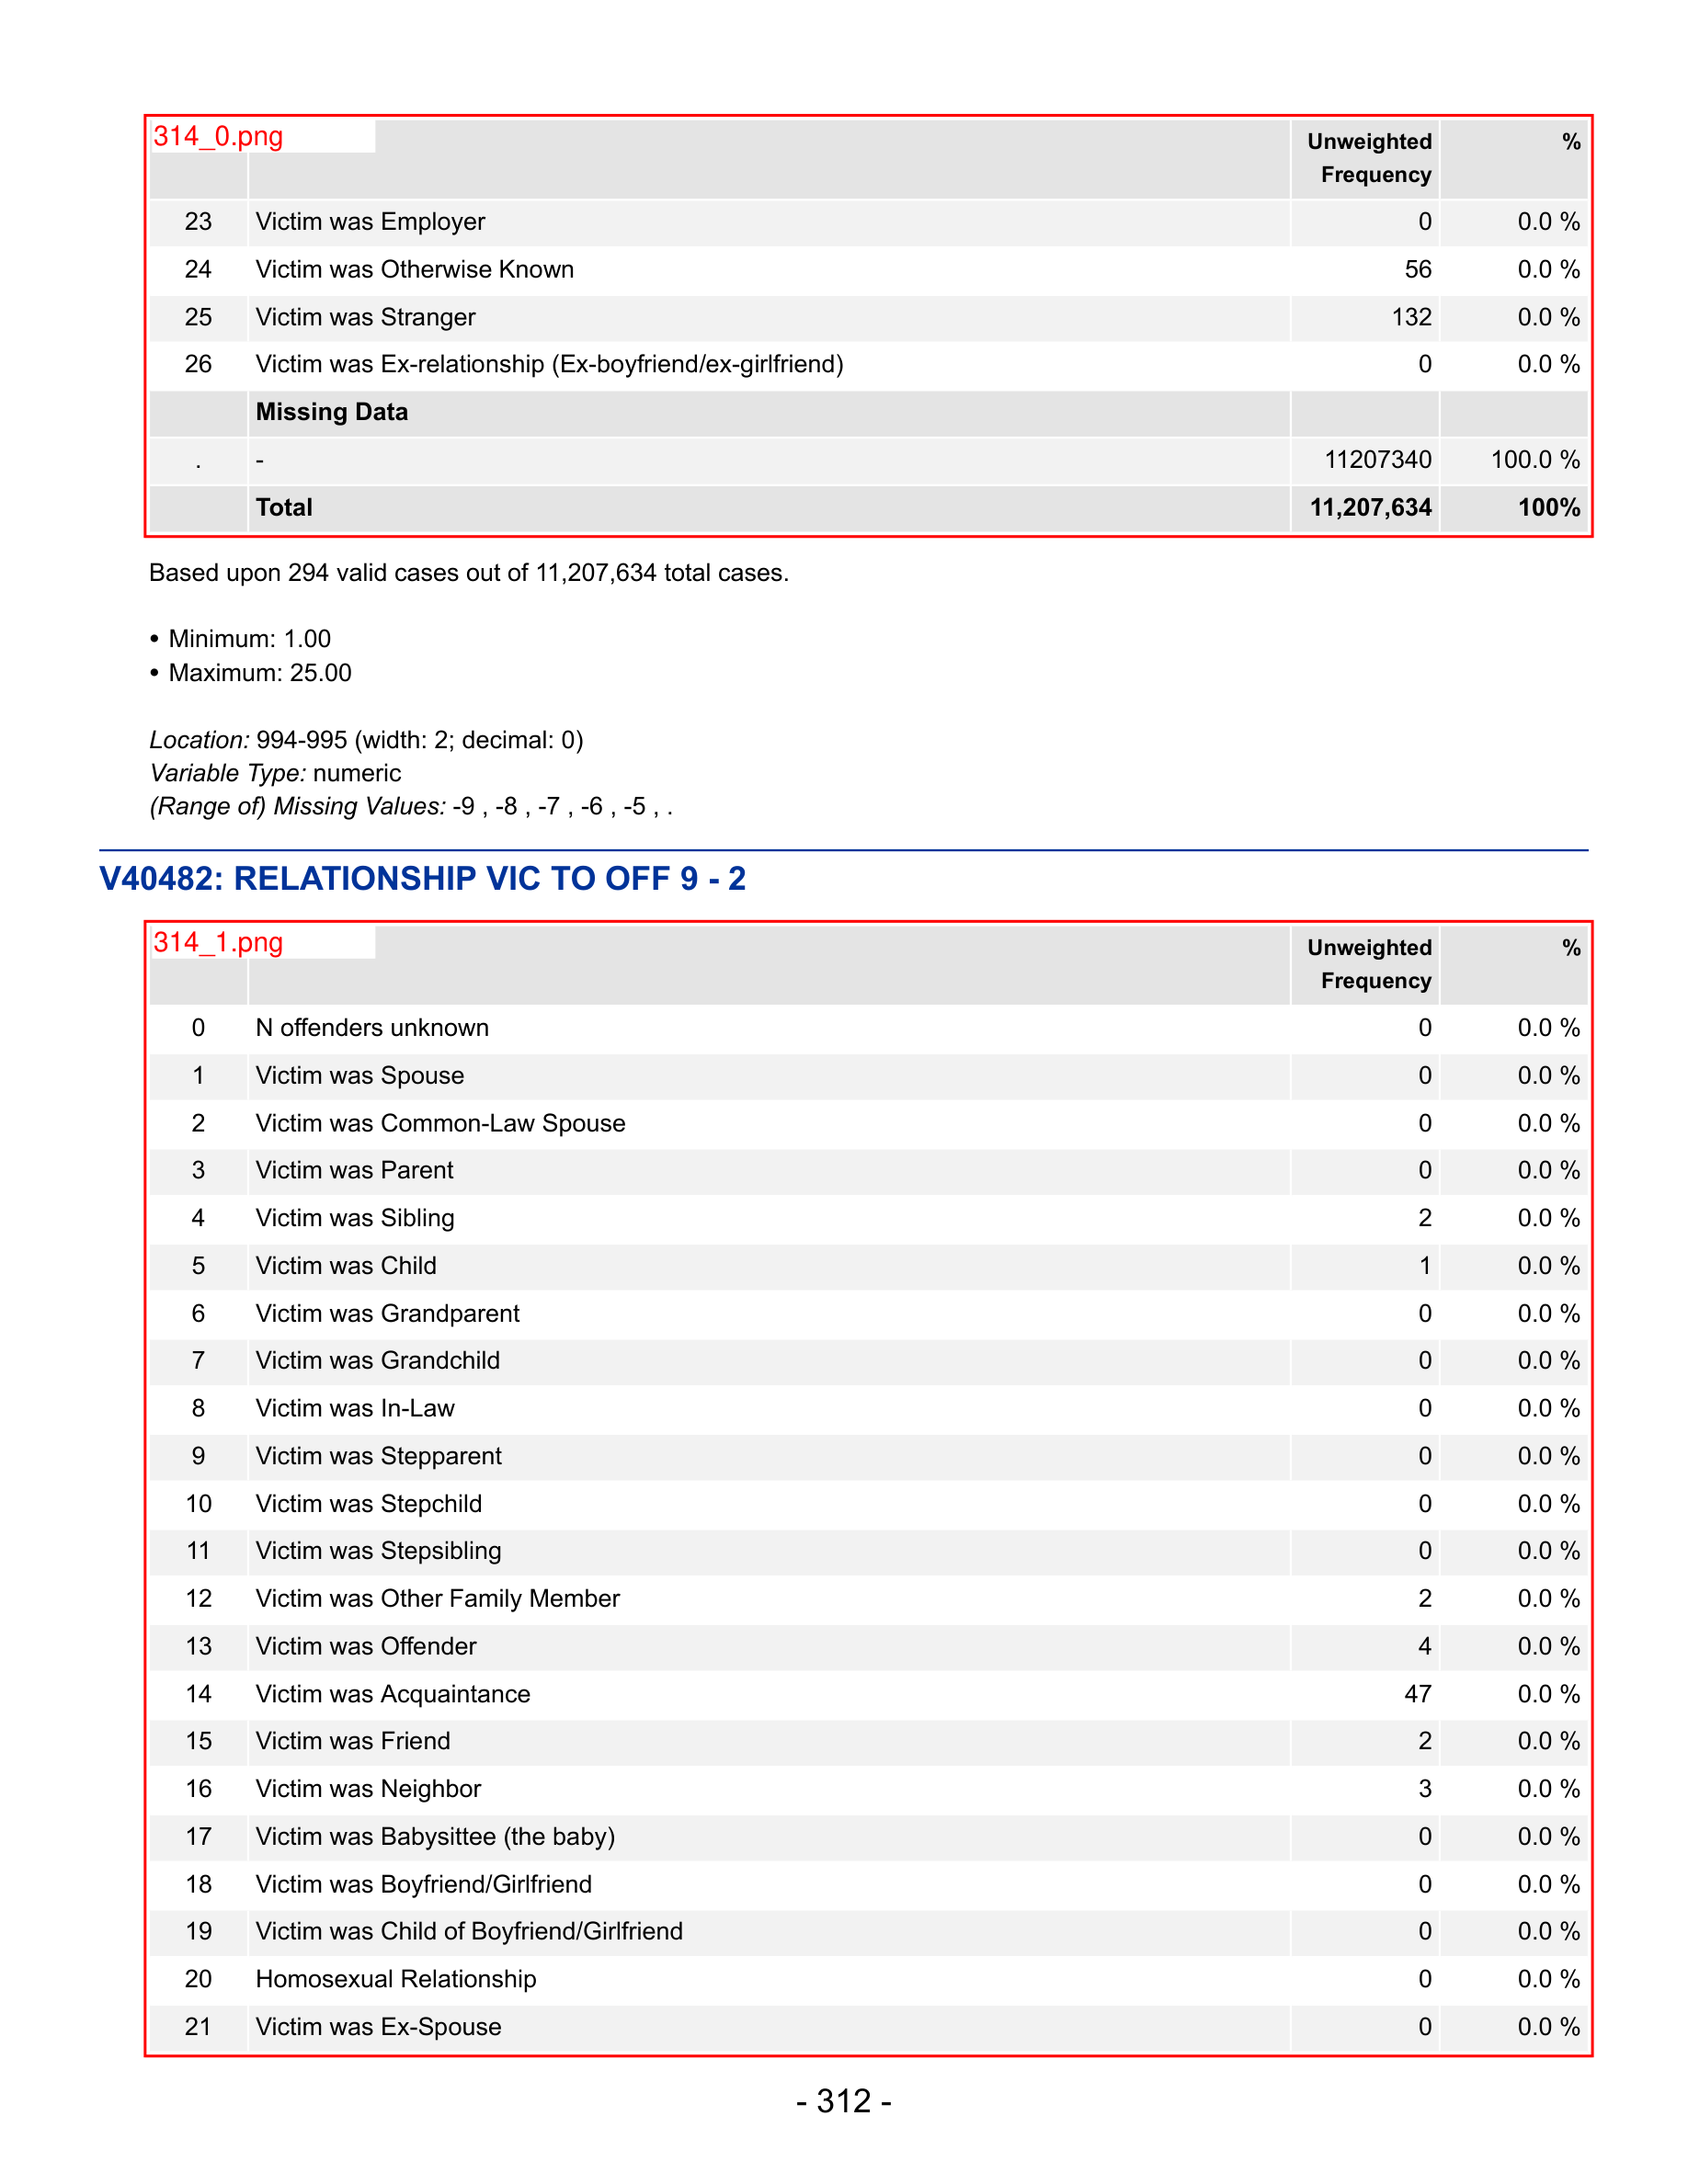 314_0.png
Unweighted Frequency %
23 Victim was Employer 0 0.0 %
24 Victim was Otherwise Known 56 0.0 %
25 Victim was Stranger 132 0.0 %
26 Victim was Ex-relationship (Ex-boyfriend/ex-girlfriend) 0 0.0 %
Missing Data
. - 11207340 100.0 %
Total 11,207,634 100%
Based upon 294 valid cases out of 11,207,634 total cases.
• Minimum: 1.00
• Maximum: 25.00
Location: 994-995 (width: 2; decimal: 0)
Variable Type: numeric
(Range of) Missing Values: -9 , -8 , -7 , -6 , -5 , .
V40482: RELATIONSHIP VIC TO OFF 9 - 2
314_1.png
Unweighted Frequency %
0 N offenders unknown 0 0.0 %
1 Victim was Spouse 0 0.0 %
2 Victim was Common-Law Spouse 0 0.0 %
3 Victim was Parent 0 0.0 %
4 Victim was Sibling 2 0.0 %
5 Victim was Child 1 0.0 %
6 Victim was Grandparent 0 0.0 %
7 Victim was Grandchild 0 0.0 %
8 Victim was In-Law 0 0.0 %
9 Victim was Stepparent 0 0.0 %
10 Victim was Stepchild 0 0.0 %
11 Victim was Stepsibling 0 0.0 %
12 Victim was Other Family Member 2 0.0 %
13 Victim was Offender 4 0.0 %
14 Victim was Acquaintance 47 0.0 %
15 Victim was Friend 2 0.0 %
16 Victim was Neighbor 3 0.0 %
17 Victim was Babysittee (the baby) 0 0.0 %
18 Victim was Boyfriend/Girlfriend 0 0.0 %
19 Victim was Child of Boyfriend/Girlfriend 0 0.0 %
20 Homosexual Relationship 0 0.0 %
21 Victim was Ex-Spouse 0 0.0 %
- 312 -